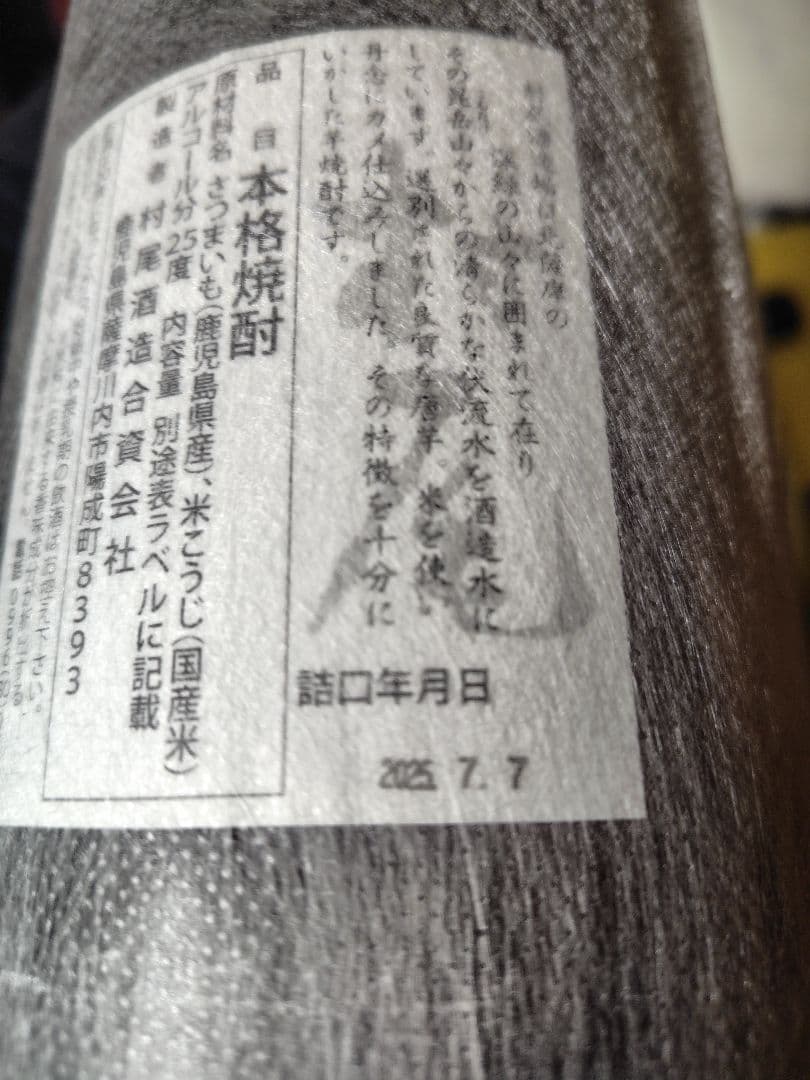 北薩摩の
深緑の山々に囲まれて在り
その昆岳山々からの清らかな伏流水を酒造水に
しています。選別された良質な唐芋。米を使い
丹念にカメ仕込みしました。その特徴を十分に
いかした芋焼酎です。
詰口年月日
2025. 7. 7
品目 本格焼酎
原材料名 さつまいも(鹿児島県産)、米こうじ(国産米)
アルコール分 25度 内容量 別途表ラベルに記載
製造者 村尾酒造合資会社
鹿児島県薩摩川内市陽成町8393